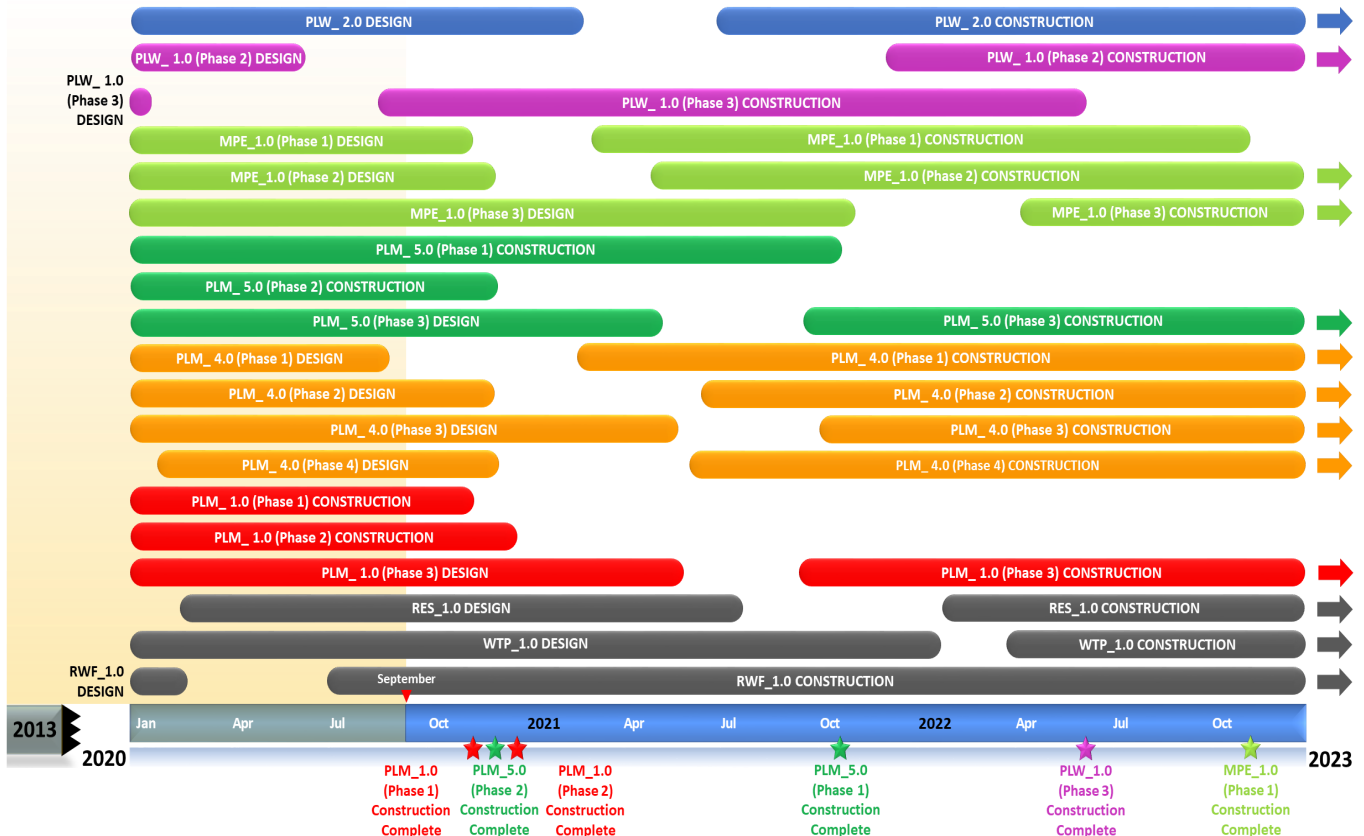 PLW_ 2.0 DESIGN
PLW_ 2.0 CONSTRUCTION
PLW_ 1.0 (Phase 2) DESIGN
PLW_ 1.0 (Phase 2) CONSTRUCTION
PLW_ 1.0
(Phase 3)
DESIGN
PLW_ 1.0 (Phase 3) CONSTRUCTION
MPE_1.0 (Phase 1) DESIGN
MPE_1.0 (Phase 1) CONSTRUCTION
MPE_1.0 (Phase 2) DESIGN
MPE_1.0 (Phase 2) CONSTRUCTION
MPE_1.0 (Phase 3) DESIGN
MPE_1.0 (Phase 3) CONSTRUCTION
PLM_ 5.0 (Phase 1) CONSTRUCTION
PLM_ 5.0 (Phase 2) CONSTRUCTION
PLM_ 5.0 (Phase 3) DESIGN
PLM_ 5.0 (Phase 3) CONSTRUCTION
PLM_ 4.0 (Phase 1) DESIGN
PLM_ 4.0 (Phase 1) CONSTRUCTION
PLM_ 4.0 (Phase 2) DESIGN
PLM_ 4.0 (Phase 2) CONSTRUCTION
PLM_ 4.0 (Phase 3) DESIGN
PLM_ 4.0 (Phase 3) CONSTRUCTION
PLM_ 4.0 (Phase 4) DESIGN
PLM_ 4.0 (Phase 4) CONSTRUCTION
PLM_ 1.0 (Phase 1) CONSTRUCTION
PLM_ 1.0 (Phase 2) CONSTRUCTION
PLM_ 1.0 (Phase 3) DESIGN
PLM_ 1.0 (Phase 3) CONSTRUCTION
RES_1.0 DESIGN
RES_1.0 CONSTRUCTION
WTP_1.0 DESIGN
WTP_1.0 CONSTRUCTION
RWF_1.0
DESIGN
RWF_1.0 CONSTRUCTION
September
2013
Jan Apr Jul Oct 2021 Apr Jul Oct 2022 Apr Jul Oct
2020
2023
PLM_1.0
(Phase 1)
Construction
Complete
PLM_5.0
(Phase 2)
Construction
Complete
PLM_1.0
(Phase 2)
Construction
Complete
PLM_5.0
(Phase 1)
Construction
Complete
PLW_1.0
(Phase 3)
Construction
Complete
MPE_1.0
(Phase 1)
Construction
Complete